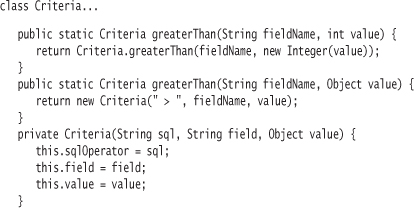 class Criteria...
public static Criteria greaterThan(String fieldName, int value) {
return Criteria.greaterThan(fieldName, new Integer(value));
}
public static Criteria greaterThan(String fieldName, Object value) {
return new Criteria(" > ", fieldName, value);
}
private Criteria(String sql, String field, Object value) {
this.sqlOperator = sql;
this.field = field;
this.value = value;
}